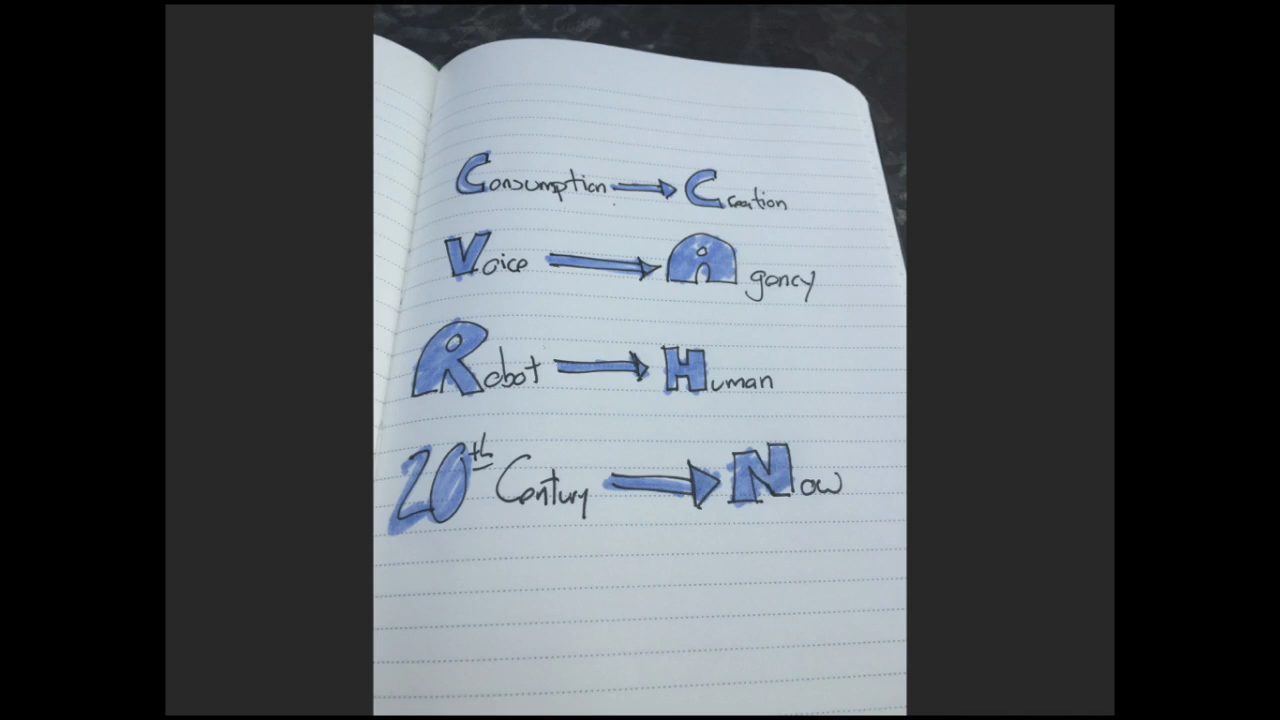 Consumption → Creation
Voice → Agency
Robot → Human
20th Century → Now